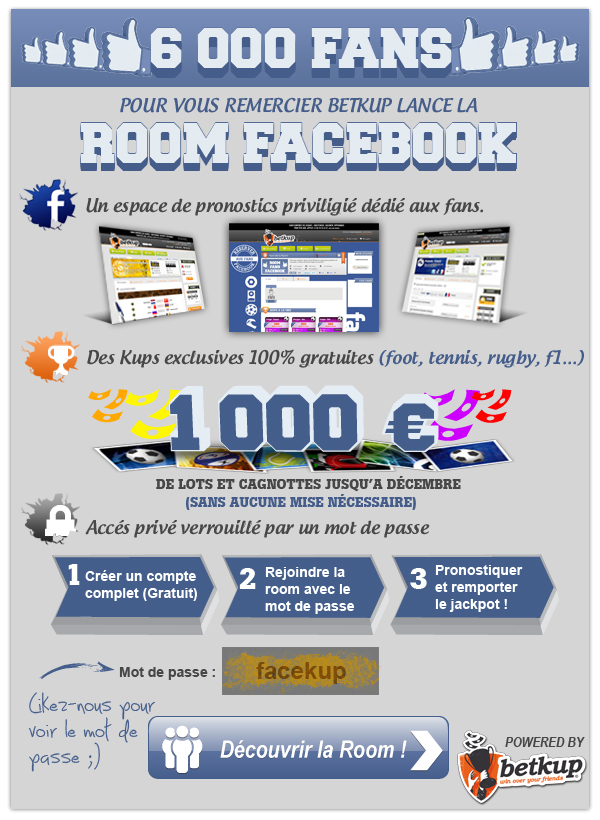 6 000 FANS
POUR VOUS REMERCIER BETKUP LANCE LA
ROOM FACEBOOK
f
Un espace de pronostics priviligié dédié aux fans.
betkup
Des Kups exclusives 100% gratuites (foot, tennis, rugby, f1...)
1 000 €
DE LOTS ET CAGNOTTES JUSQU'A DÉCEMBRE
(SANS AUCUNE MISE NÉCESSAIRE)
Accés privé verrouillé par un mot de passe
1 Créer un compte
complet (Gratuit)
2 Rejoindre la
room avec le
mot de passe
3 Pronostiquer
et remporter
le jackpot !
Mot de passe : facekup
Likez-nous pour
voir le mot de
passe ;)
Découvrir la Room !
POWERED BY
betkup
win over your friends